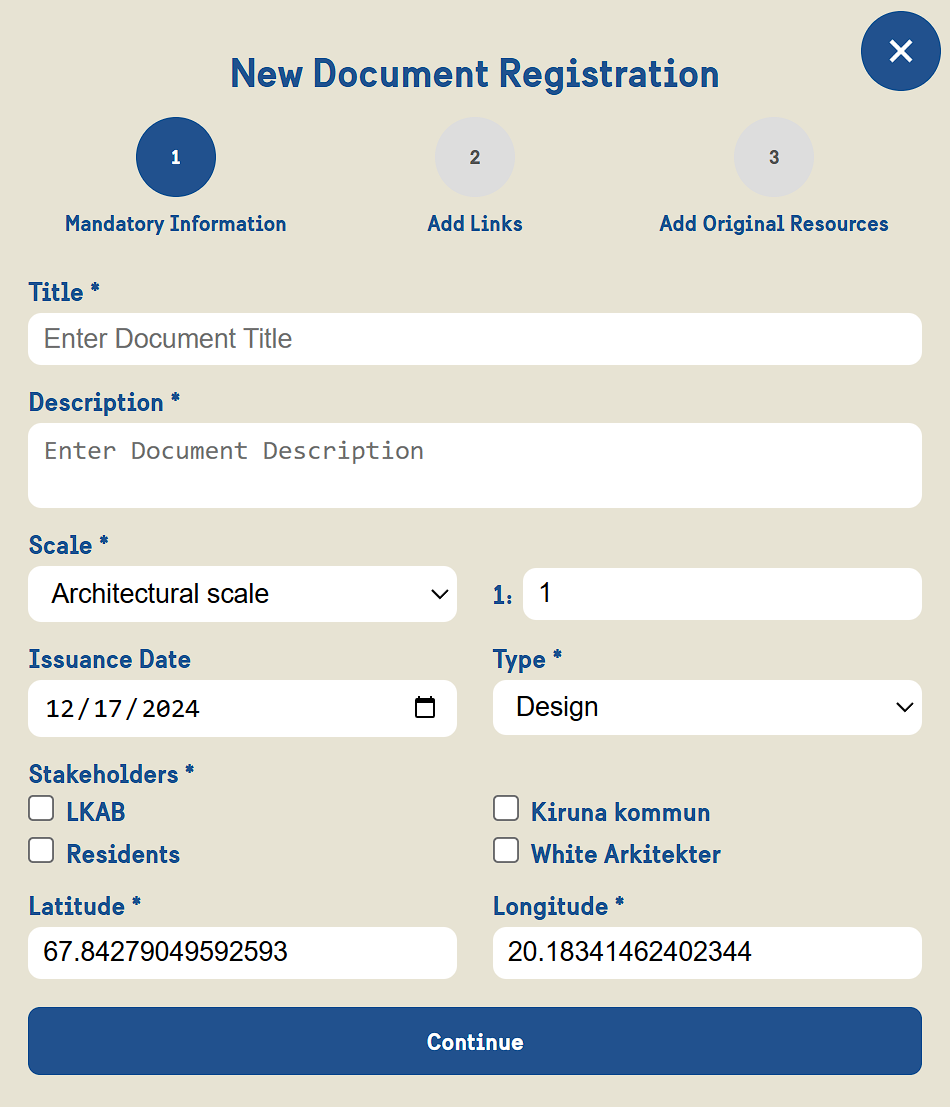 New Document Registration
1
2
3
Mandatory Information
Add Links
Add Original Resources
Title *
Enter Document Title
Description *
Enter Document Description
Scale *
Architectural scale
1:
1
Issuance Date
Type *
12/17/2024
Design
Stakeholders *
LKAB
Kiruna kommun
Residents
White Arkitekter
Latitude *
Longitude *
67.84279049592593
20.18341462402344
Continue